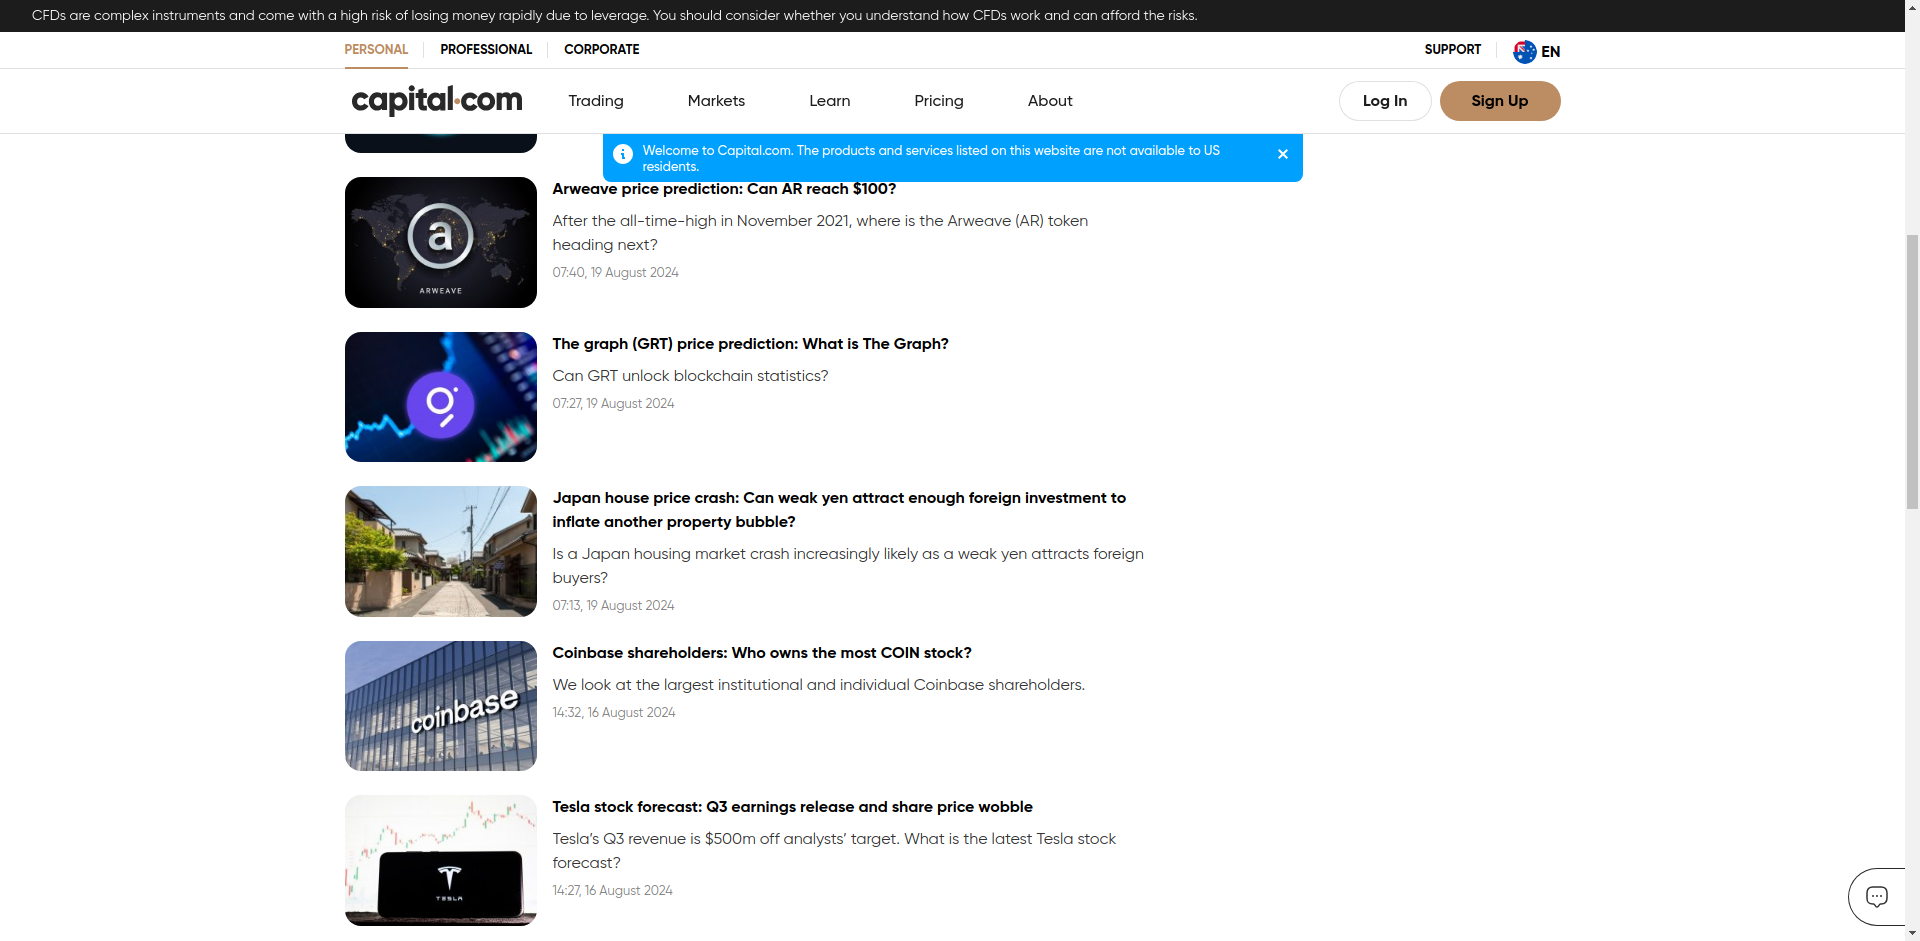 CFDs are complex instruments and come with a high risk of losing money rapidly due to leverage. You should consider whether you understand how CFDs work and can afford the risks.
PERSONAL
PROFESSIONAL
CORPORATE
SUPPORT
EN
capital.com
Trading
Markets
Learn
Pricing
About
Log In
Sign Up
Welcome to Capital.com. The products and services listed on this website are not available to US
residents.
ARWEAVE
Arweave price prediction: Can AR reach $100?
After the all-time-high in November 2021, where is the Arweave (AR) token
heading next?
07:40, 19 August 2024
The graph (GRT) price prediction: What is The Graph?
Can GRT unlock blockchain statistics?
07:27, 19 August 2024
Japan house price crash: Can weak yen attract enough foreign investment to
inflate another property bubble?
Is a Japan housing market crash increasingly likely as a weak yen attracts foreign
buyers?
07:13, 19 August 2024
coinbase
Coinbase shareholders: Who owns the most COIN stock?
We look at the largest institutional and individual Coinbase shareholders.
14:32, 16 August 2024
TESLA
Tesla stock forecast: Q3 earnings release and share price wobble
Tesla’s Q3 revenue is $500m off analysts’ target. What is the latest Tesla stock
forecast?
14:27, 16 August 2024